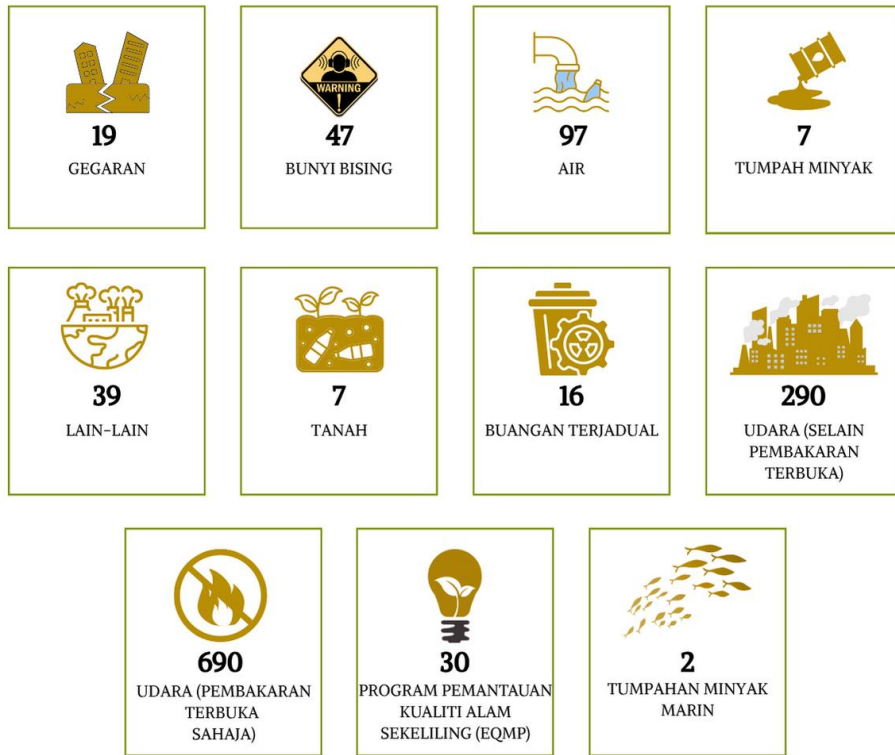 19
GEGARAN
WARNING
!
47
BUNYI BISING
97
AIR
7
TUMPAH MINYAK
39
LAIN-LAIN
7
TANAH
16
BUANGAN TERJADUAL
290
UDARA (SELAIN
PEMBAKARAN
TERBUKA)
690
UDARA (PEMBAKARAN
TERBUKA
SAHAJA)
30
PROGRAM PEMANTAUAN
KUALITI ALAM
SEKELILING (EQMP)
2
TUMPAHAN MINYAK
MARIN